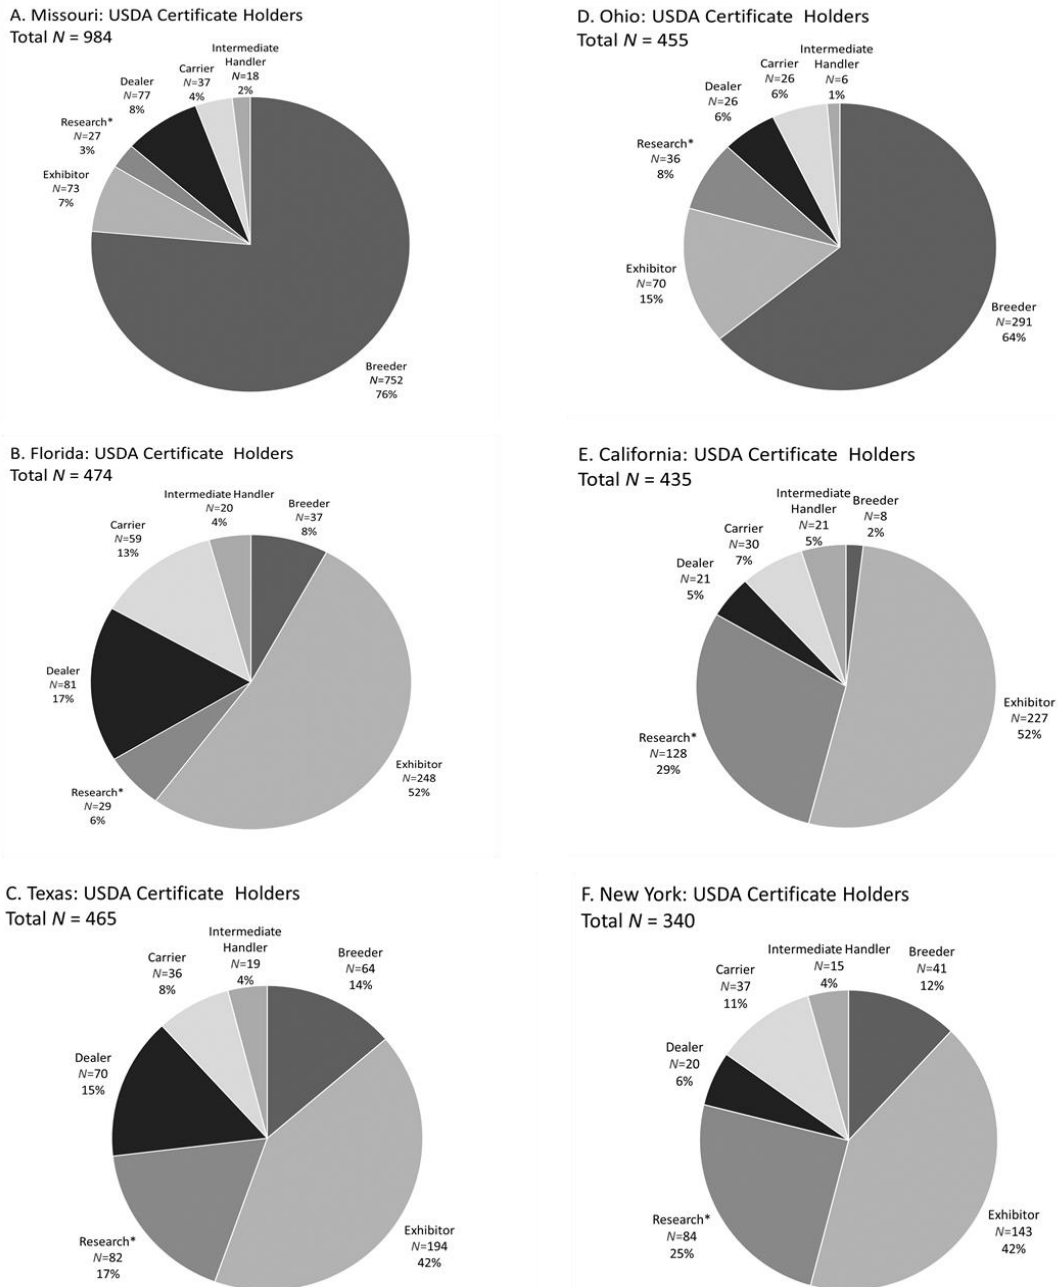 A. Missouri: USDA Certificate Holders
Total N = 984
Intermediate
Handler
N=18
2%
Carrier
N=37
4%
Dealer
N=77
8%
Research*
N=27
3%
Exhibitor
N=73
7%
Breeder
N=752
76%
D. Ohio: USDA Certificate Holders
Total N = 455
Intermediate
Handler
N=6
1%
Carrier
N=26
6%
Dealer
N=26
6%
Research*
N=36
8%
Exhibitor
N=70
15%
Breeder
N=291
64%
B. Florida: USDA Certificate Holders
Total N = 474
Intermediate Handler
N=20
4%
Breeder
N=37
8%
Carrier
N=59
13%
Dealer
N=81
17%
Research*
N=29
6%
Exhibitor
N=248
52%
E. California: USDA Certificate Holders
Total N = 435
Intermediate
Handler
N=21
5%
Breeder
N=8
2%
Carrier
N=30
7%
Dealer
N=21
5%
Research*
N=128
29%
Exhibitor
N=227
52%
C. Texas: USDA Certificate Holders
Total N = 465
Intermediate
Handler
N=19
4%
Breeder
N=64
14%
Carrier
N=36
8%
Dealer
N=70
15%
Research*
N=82
17%
Exhibitor
N=194
42%
F. New York: USDA Certificate Holders
Total N = 340
Intermediate Handler
N=15
4%
Breeder
N=41
12%
Carrier
N=37
11%
Dealer
N=20
6%
Research*
N=84
25%
Exhibitor
N=143
42%